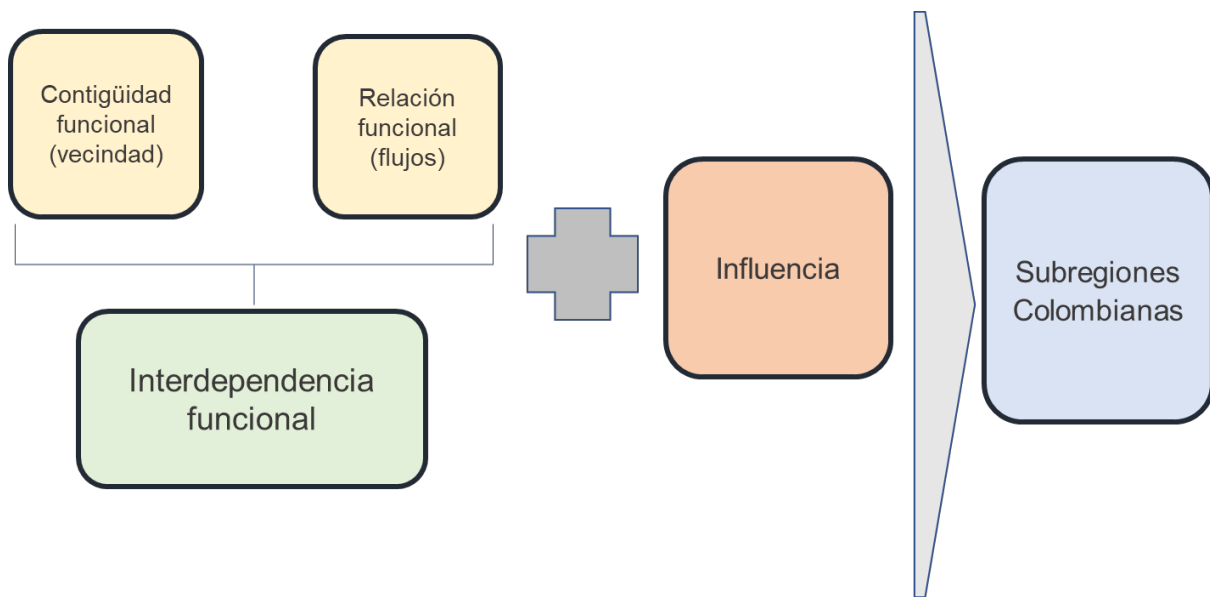 Contigüidad
funcional
(vecindad)
Relación
funcional
(flujos)
Interdependencia
funcional
Influencia
Subregiones
Colombianas